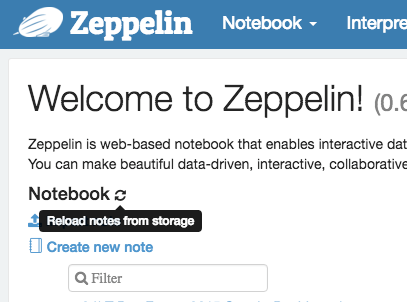 Zeppelin Notebook Interpre
Welcome to Zeppelin! (0.6
Zeppelin is web-based notebook that enables interactive dat
You can make beautiful data-driven, interactive, collaborative
Notebook
Reload notes from storage
Create new note
Filter